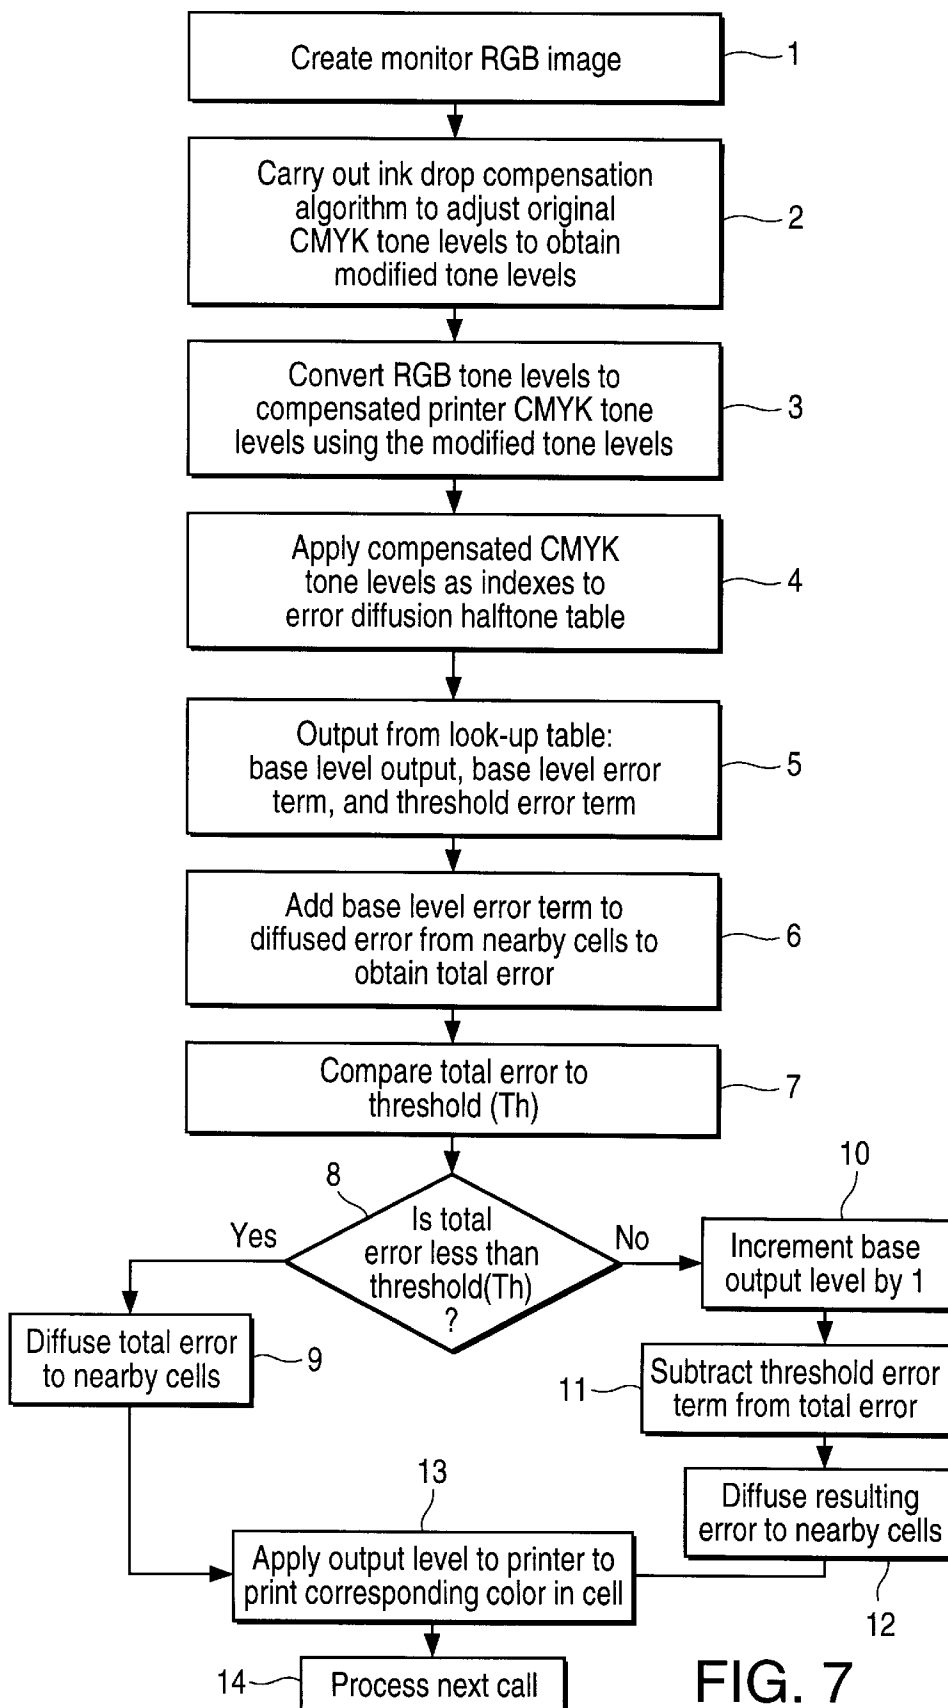 Create monitor RGB image
1
Carry out ink drop compensation
algorithm to adjust original
CMYK tone levels to obtain
modified tone levels
2
Convert RGB tone levels to
compensated printer CMYK tone
levels using the modified tone levels
3
Apply compensated CMYK
tone levels as indexes to
error diffusion halftone table
4
Output from look-up table:
base level output, base level error
term, and threshold error term
5
Add base level error term to
diffused error from nearby cells to
obtain total error
6
Compare total error to
threshold (Th)
7
8
Is total
error less than
threshold(Th)
?
Yes
No
10
Increment base
output level by 1
Diffuse total error
to nearby cells
9
11
Subtract threshold error
term from total error
Diffuse resulting
error to nearby cells
12
13
Apply output level to printer to
print corresponding color in cell
14
Process next call
FIG. 7